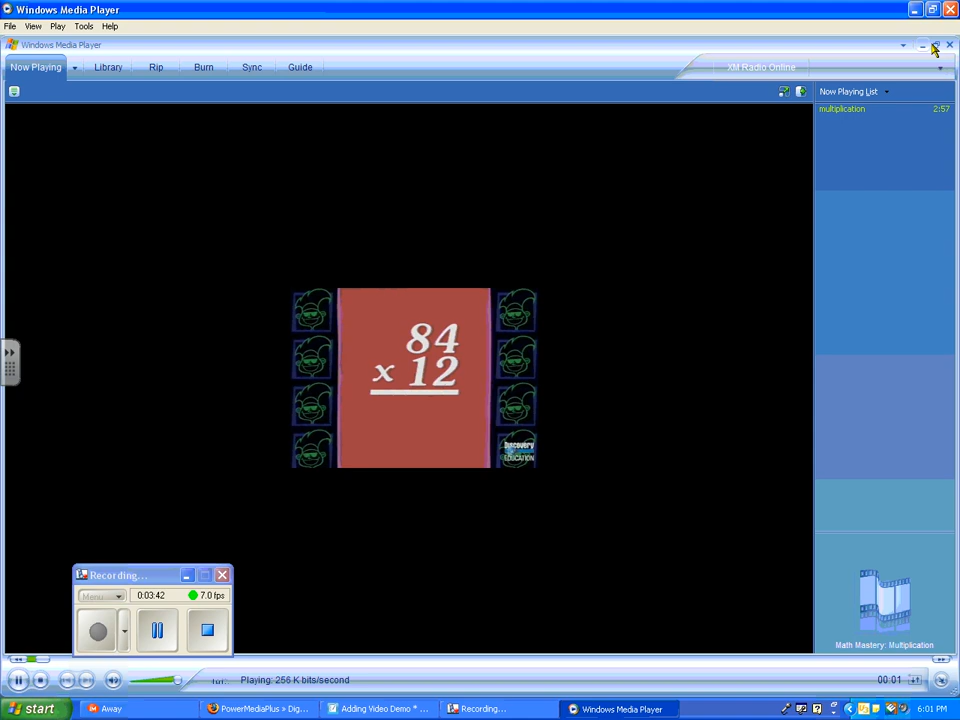 Windows Media Player
File View Play Tools Help
Windows Media Player
Now Playing Library Rip Burn Sync Guide XM Radio Online
Now Playing List
multiplication 2:57
84
x 12
Discovery
EDUCATION
Recording...
Menu 0:03:42 7.0 fps
Math Mastery: Multiplication
Playing: 256 K bits/second 00:01
start Away PowerMediaPlus » Dig... Adding Video Demo * ... Recording... Windows Media Player 6:01 PM